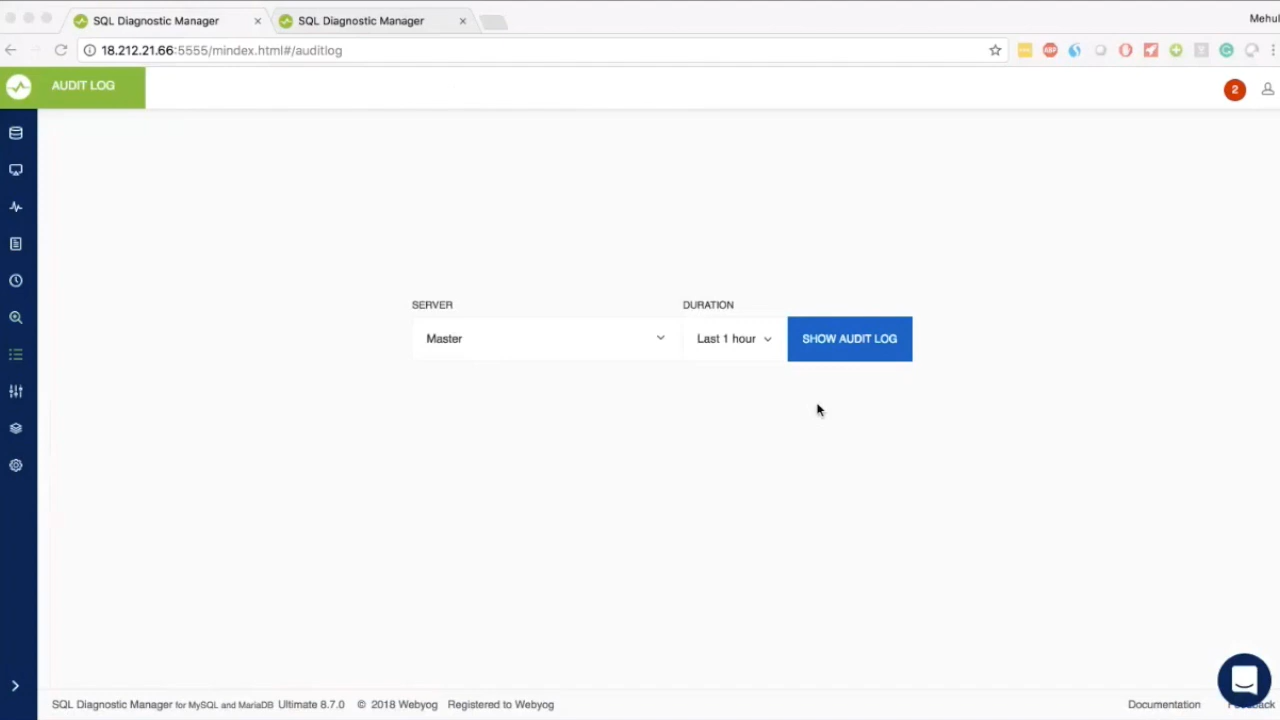 SQL Diagnostic Manager
SQL Diagnostic Manager
18.212.21.66:5555/mindex.html#/auditlog
AUDIT LOG
2
SERVER
DURATION
Master
Last 1 hour
SHOW AUDIT LOG
SQL Diagnostic Manager for MySQL and MariaDB Ultimate 8.7.0 © 2018 Webyog Registered to Webyog
Documentation